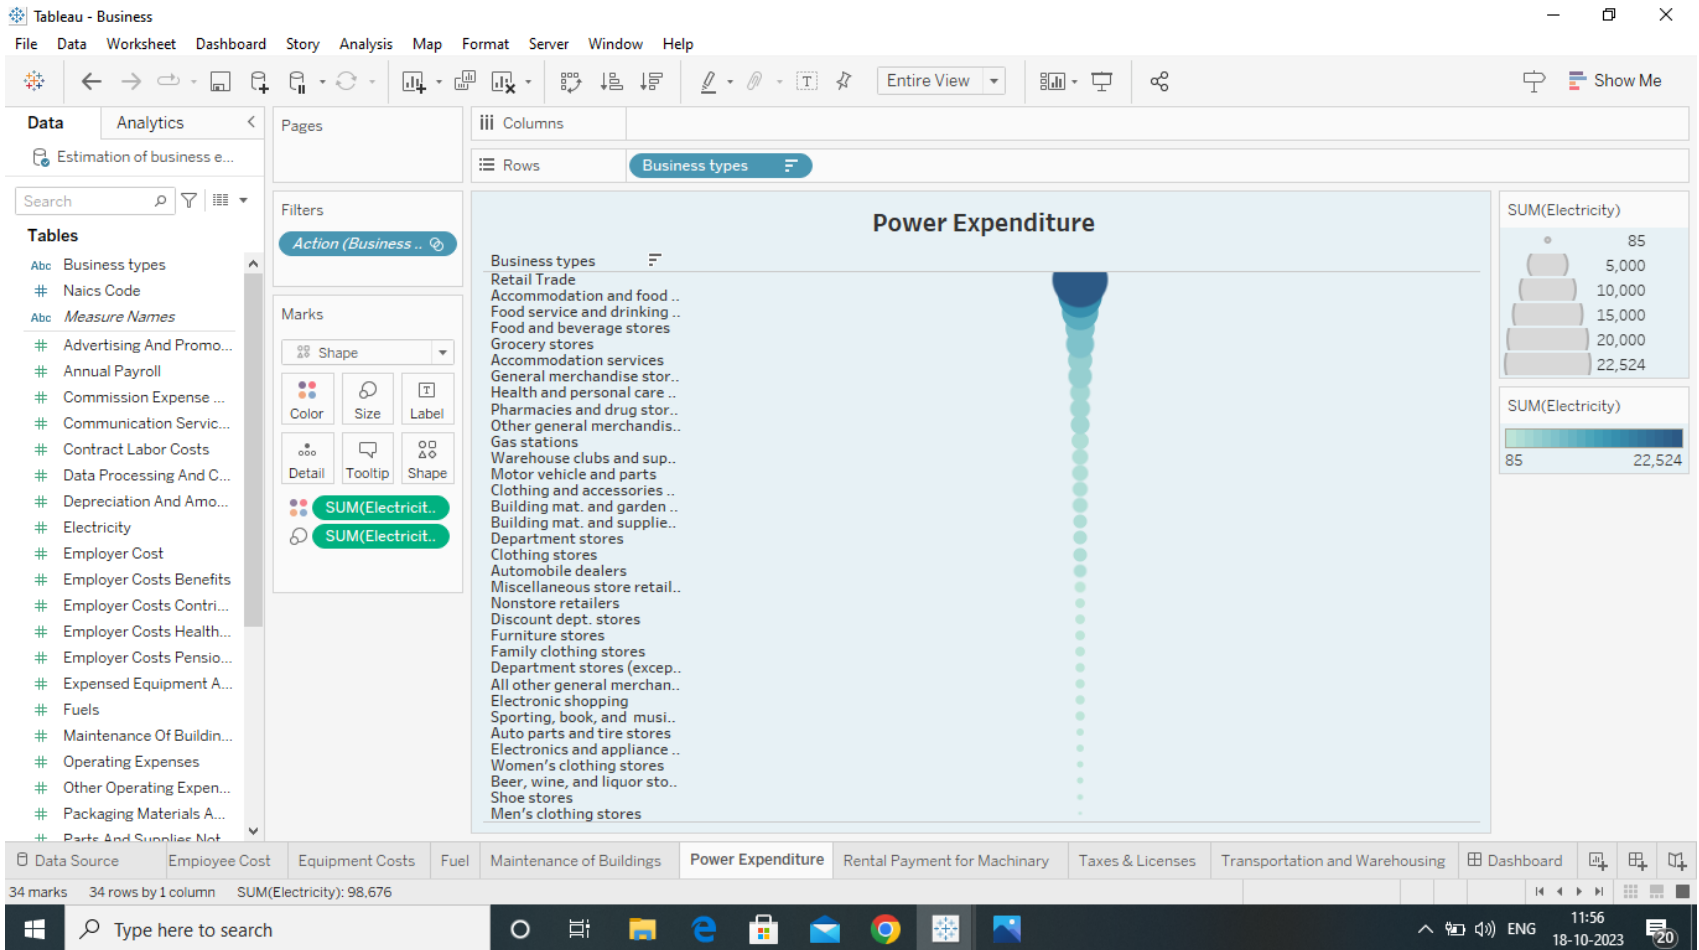 Tableau - Business
File Data Worksheet Dashboard Story Analysis Map Format Server Window Help
Entire View
Show Me
Data Analytics
Estimation of business e...
Search
Tables
Abc Business types
# Naics Code
Abc Measure Names
# Advertising And Promo...
# Annual Payroll
# Commission Expense ...
# Communication Servic...
# Contract Labor Costs
# Data Processing And C...
# Depreciation And Amo...
# Electricity
# Employer Cost
# Employer Costs Benefits
# Employer Costs Contri...
# Employer Costs Health...
# Employer Costs Pensio...
# Expensed Equipment A...
# Fuels
# Maintenance Of Buildin...
# Operating Expenses
# Other Operating Expen...
# Packaging Materials A...
# Parts And Supplies Not
Pages
Filters
Action (Business ..
Marks
Shape
Color Size Label
Detail Tooltip Shape
SUM(Electricit..
SUM(Electricit..
Columns
Rows Business types
Power Expenditure
Business types
Retail Trade
Accommodation and food ..
Food service and drinking ..
Food and beverage stores
Grocery stores
Accommodation services
General merchandise stor..
Health and personal care ..
Pharmacies and drug stor..
Other general merchandis..
Gas stations
Warehouse clubs and sup..
Motor vehicle and parts
Clothing and accessories ..
Building mat. and garden ..
Building mat. and supplie..
Department stores
Clothing stores
Automobile dealers
Miscellaneous store retail..
Nonstore retailers
Discount dept. stores
Furniture stores
Family clothing stores
Department stores (excep..
All other general merchan..
Electronic shopping
Sporting, book, and musi..
Auto parts and tire stores
Electronics and appliance ..
Women's clothing stores
Beer, wine, and liquor sto..
Shoe stores
Men's clothing stores
SUM(Electricity)
85
5,000
10,000
15,000
20,000
22,524
SUM(Electricity)
85 22,524
Data Source Empioyee Cost Equipment Costs Fuel Maintenance of Buildings Power Expenditure Rental Payment for Machinary Taxes & Licenses Transportation and Warehousing Dashboard
34 marks 34 rows by 1 column SUM(Electricity): 98,676
Type here to search
ENG
11:56
18-10-2023
20